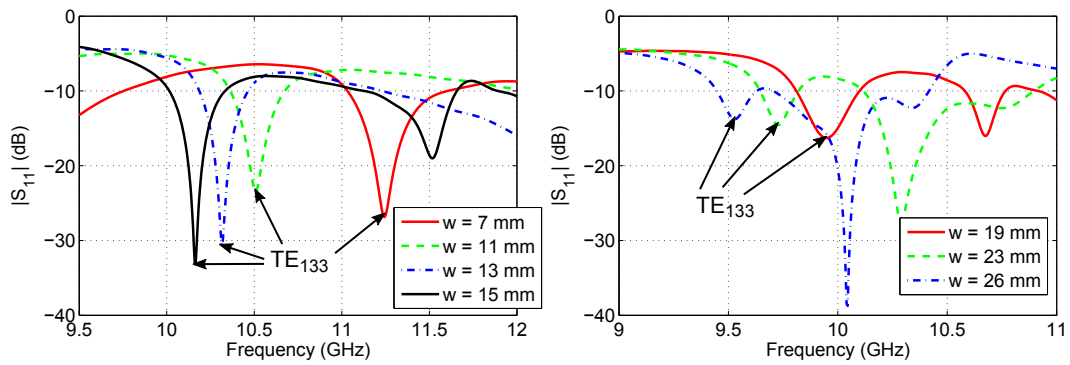 |S11| (dB)
0
−10
−20
−30
−40
9.5 10 10.5 11 11.5 12
Frequency (GHz)
TE133
w = 7 mm
w = 11 mm
w = 13 mm
w = 15 mm
|S11| (dB)
0
−10
−20
−30
−40
9 9.5 10 10.5 11
Frequency (GHz)
TE133
w = 19 mm
w = 23 mm
w = 26 mm